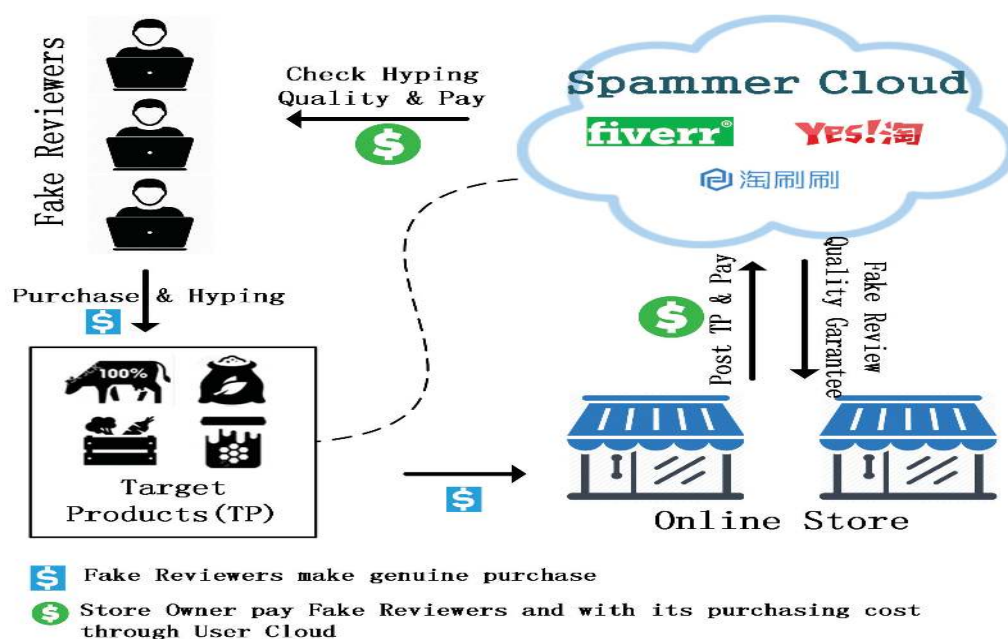 Fake Reviewers
Check Hyping
Quality & Pay
$
Spammer Cloud
fiverr®
Yes!淘
淘刷刷
Purchase & Hyping
$
100%
Target
Products(TP)
$
$
Post TP & Pay
Fake Review
Quality Garantee
Online Store
$ Fake Reviewers make genuine purchase
$ Store Owner pay Fake Reviewers and with its purchasing cost
through User Cloud